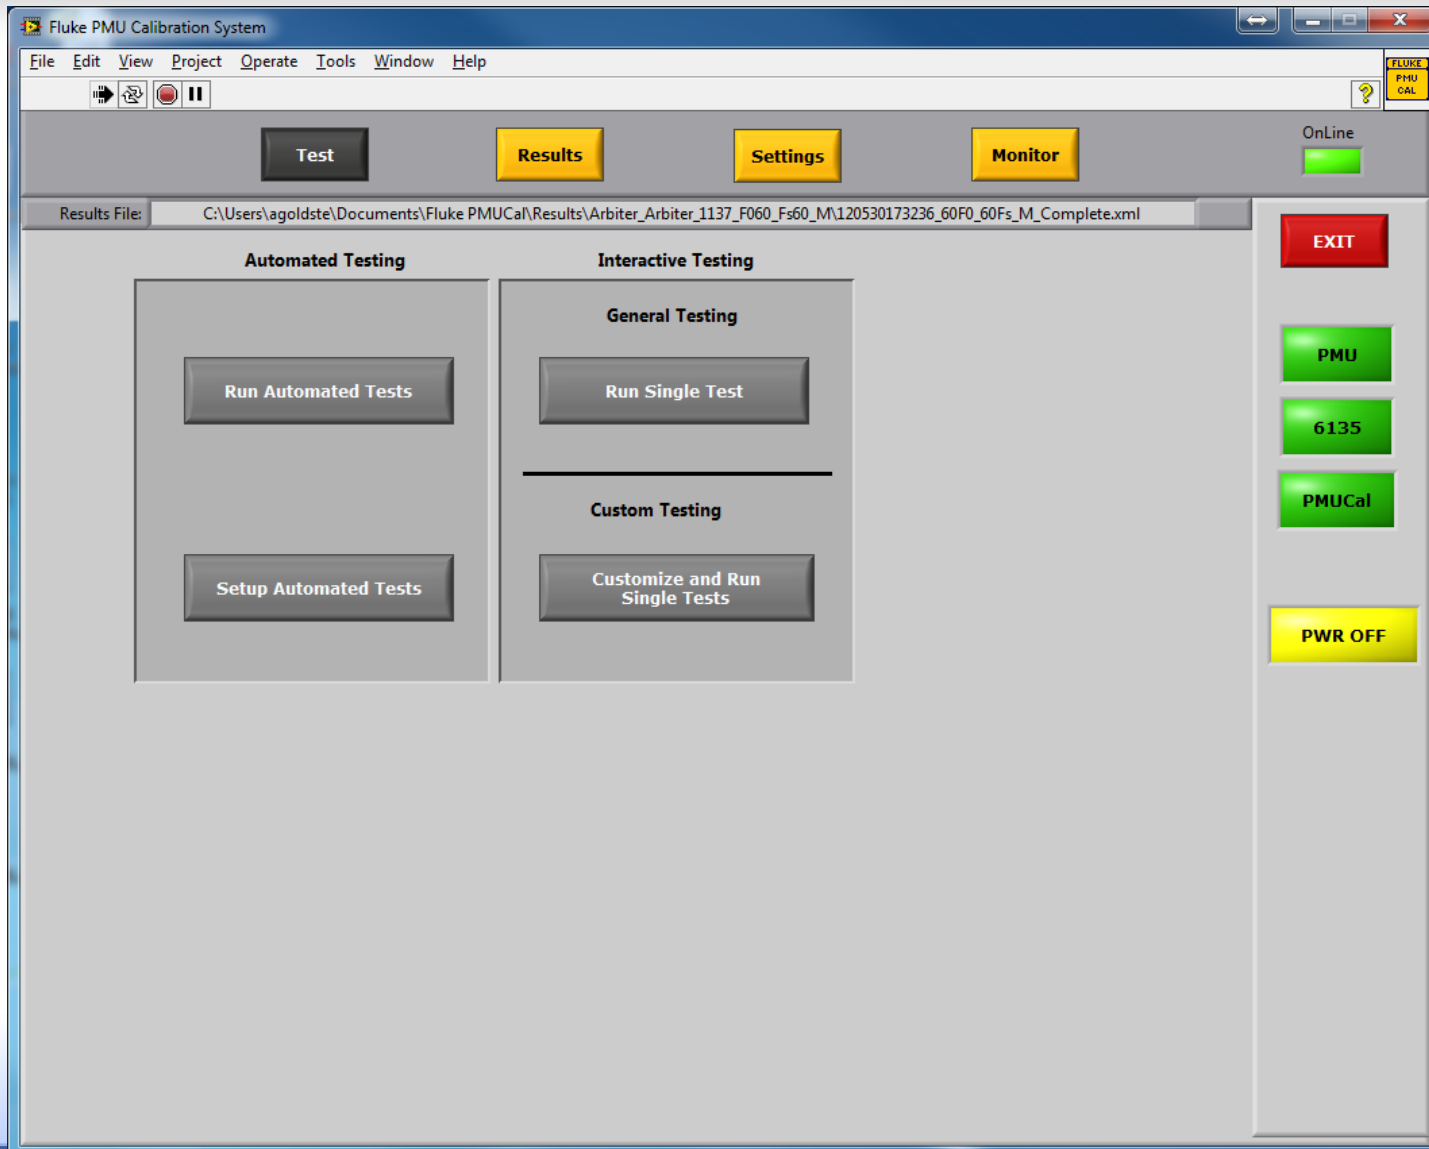 Fluke PMU Calibration System
File Edit View Project Operate Tools Window Help
FLUKE
PMU
CAL
Test Results Settings Monitor OnLine
Results File: C:\Users\agoldste\Documents\Fluke PMUCal\Results\Arbiter_Arbiter_1137_F060_Fs60_M\120530173236_60F0_60Fs_M_Complete.xml
EXIT
Automated Testing Interactive Testing
General Testing
PMU
Run Automated Tests Run Single Test
6135
PMUCal
Custom Testing
Setup Automated Tests Customize and Run
Single Tests
PWR OFF